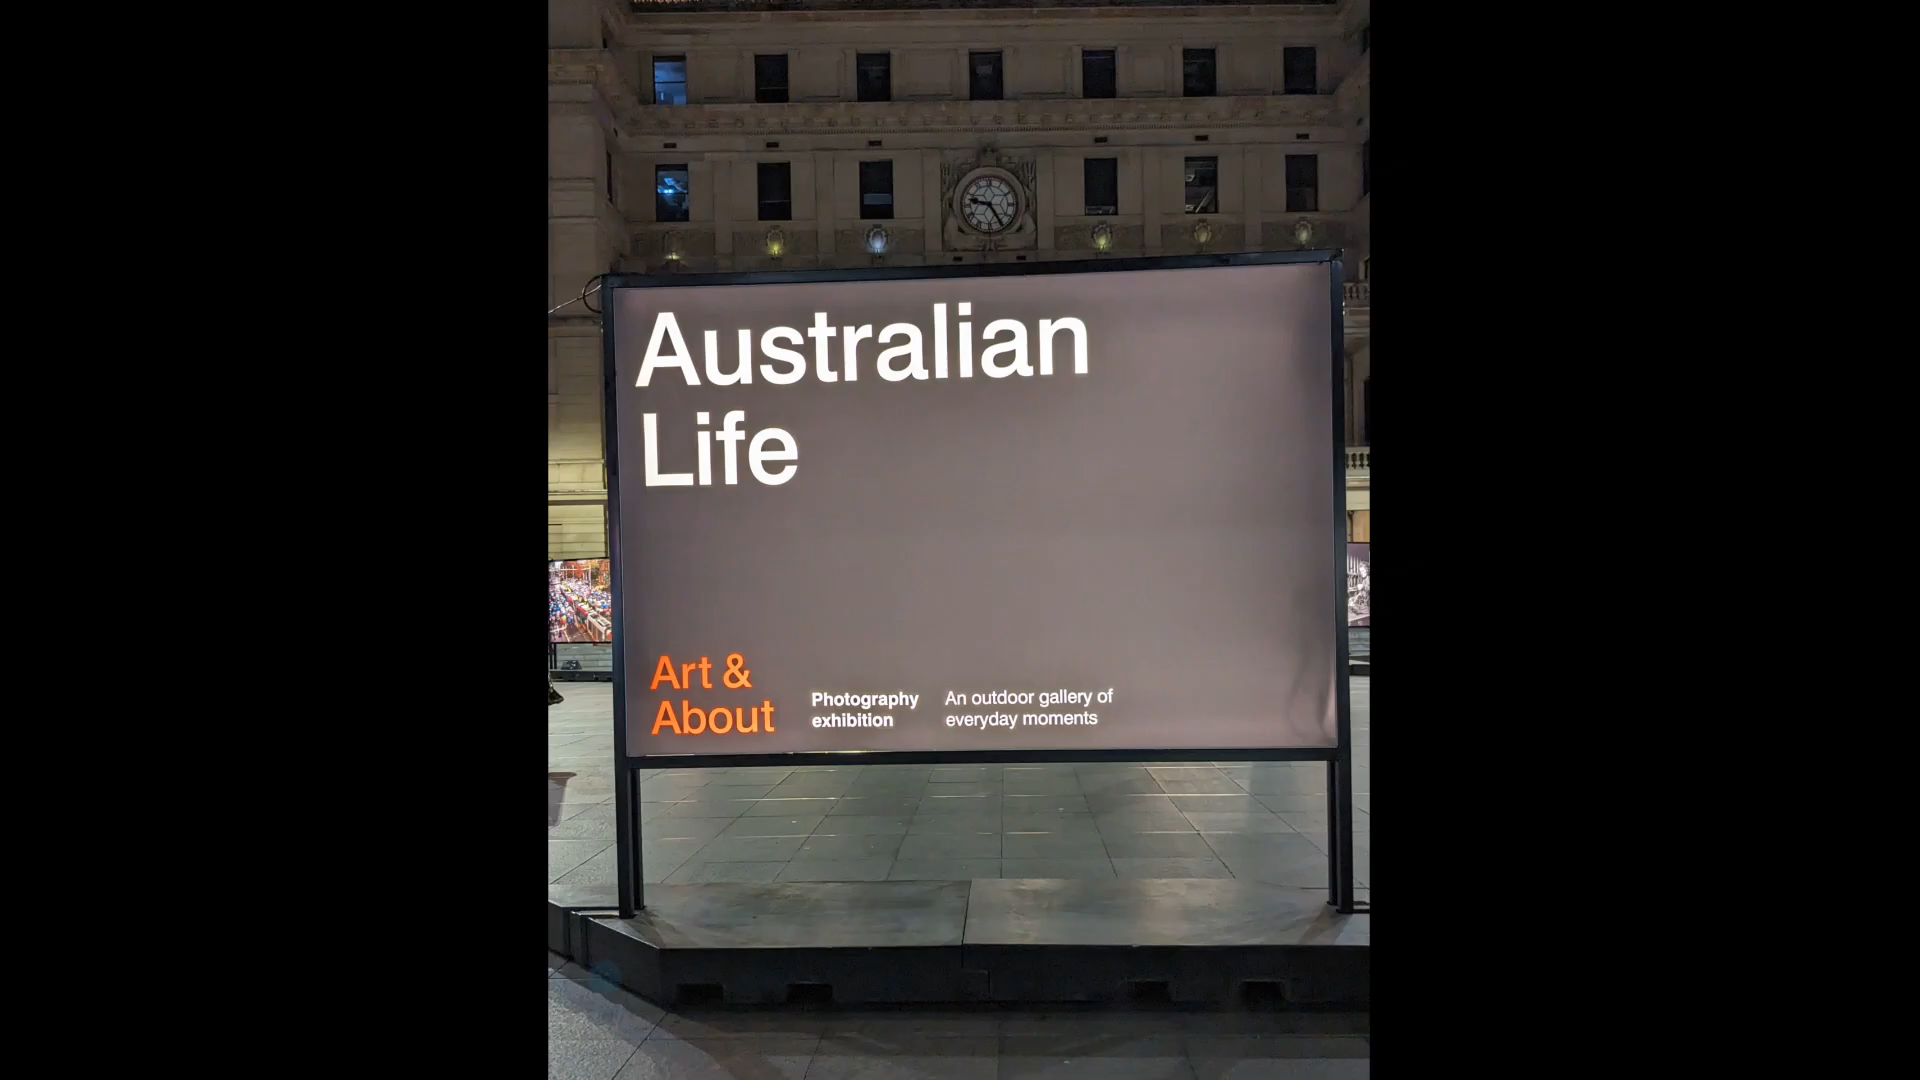 Australian
Life
Art &
About
Photography
exhibition
An outdoor gallery of
everyday moments